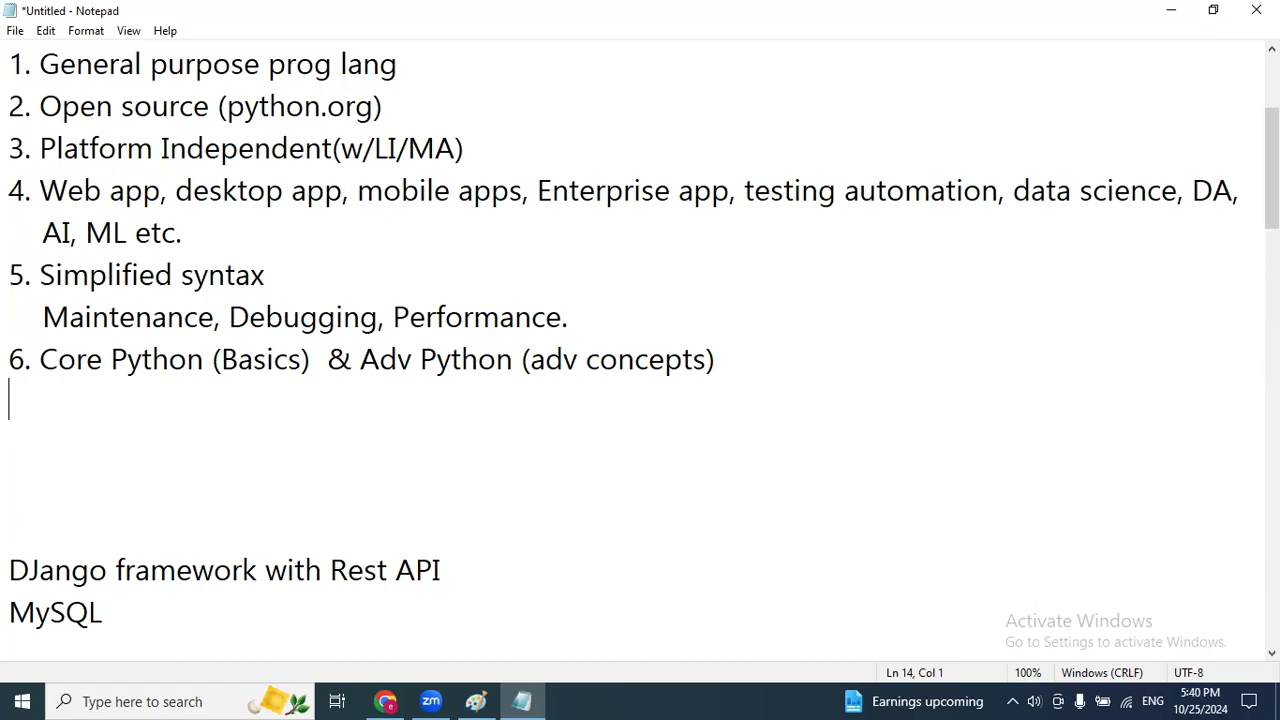 *Untitled - Notepad
File Edit Format View Help
1. General purpose prog lang
2. Open source (python.org)
3. Platform Independent(w/LI/MA)
4. Web app, desktop app, mobile apps, Enterprise app, testing automation, data science, DA,
AI, ML etc.
5. Simplified syntax
Maintenance, Debugging, Performance.
6. Core Python (Basics)  & Adv Python (adv concepts)
DJango framework with Rest API
MySQL
Activate Windows
Go to Settings to activate Windows.
Ln 14, Col 1 100% Windows (CRLF) UTF-8
Type here to search zm Earnings upcoming ENG 5:40 PM
10/25/2024